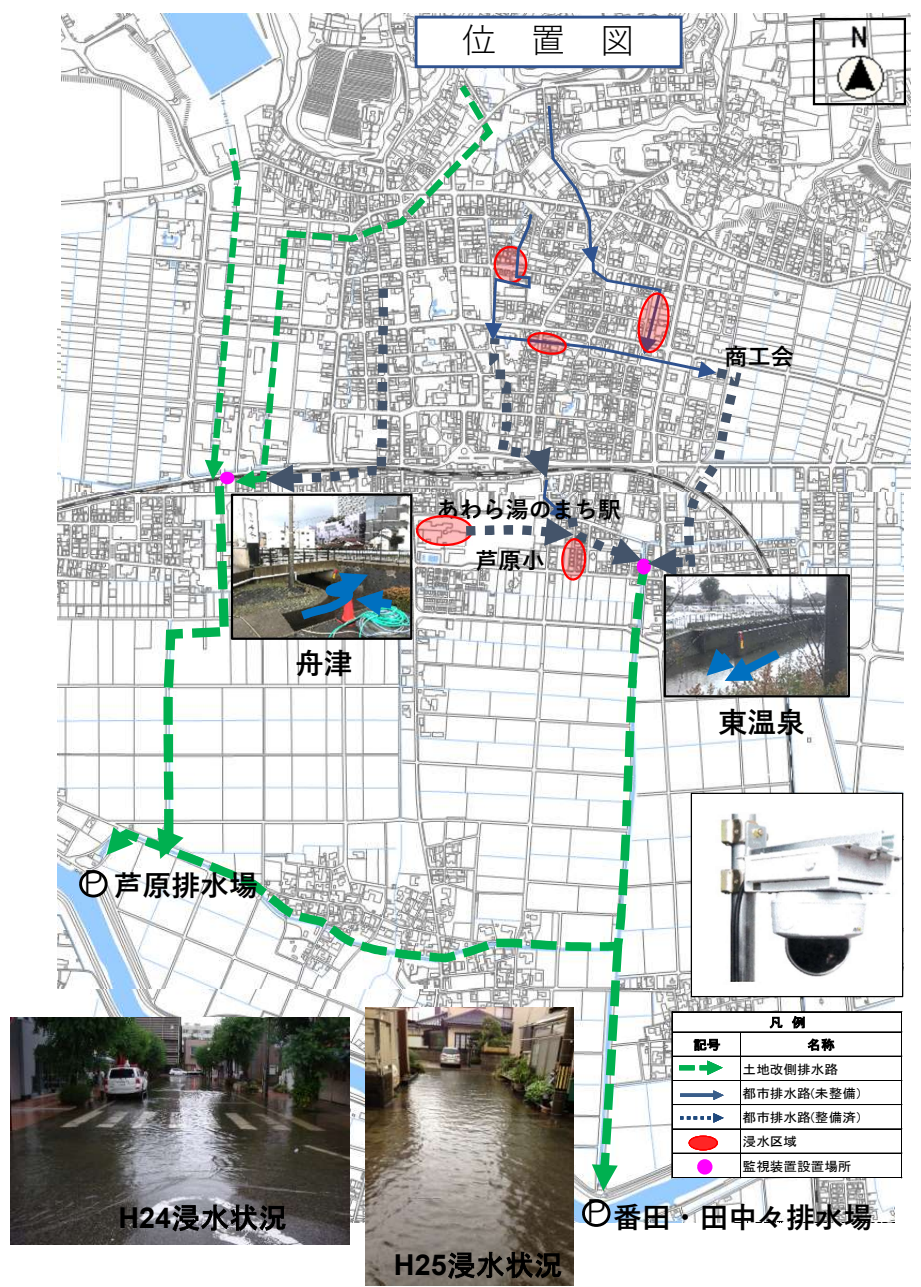 位 置 図
N
商工会
あわら湯のまち駅
芦原小
舟津
東温泉
Ⓟ芦原排水場
凡 例
記号 名称
土地改側排水路
都市排水路(未整備)
都市排水路(整備済)
浸水区域
監視装置設置場所
H24浸水状況
H25浸水状況
Ⓟ番田・田中々排水場